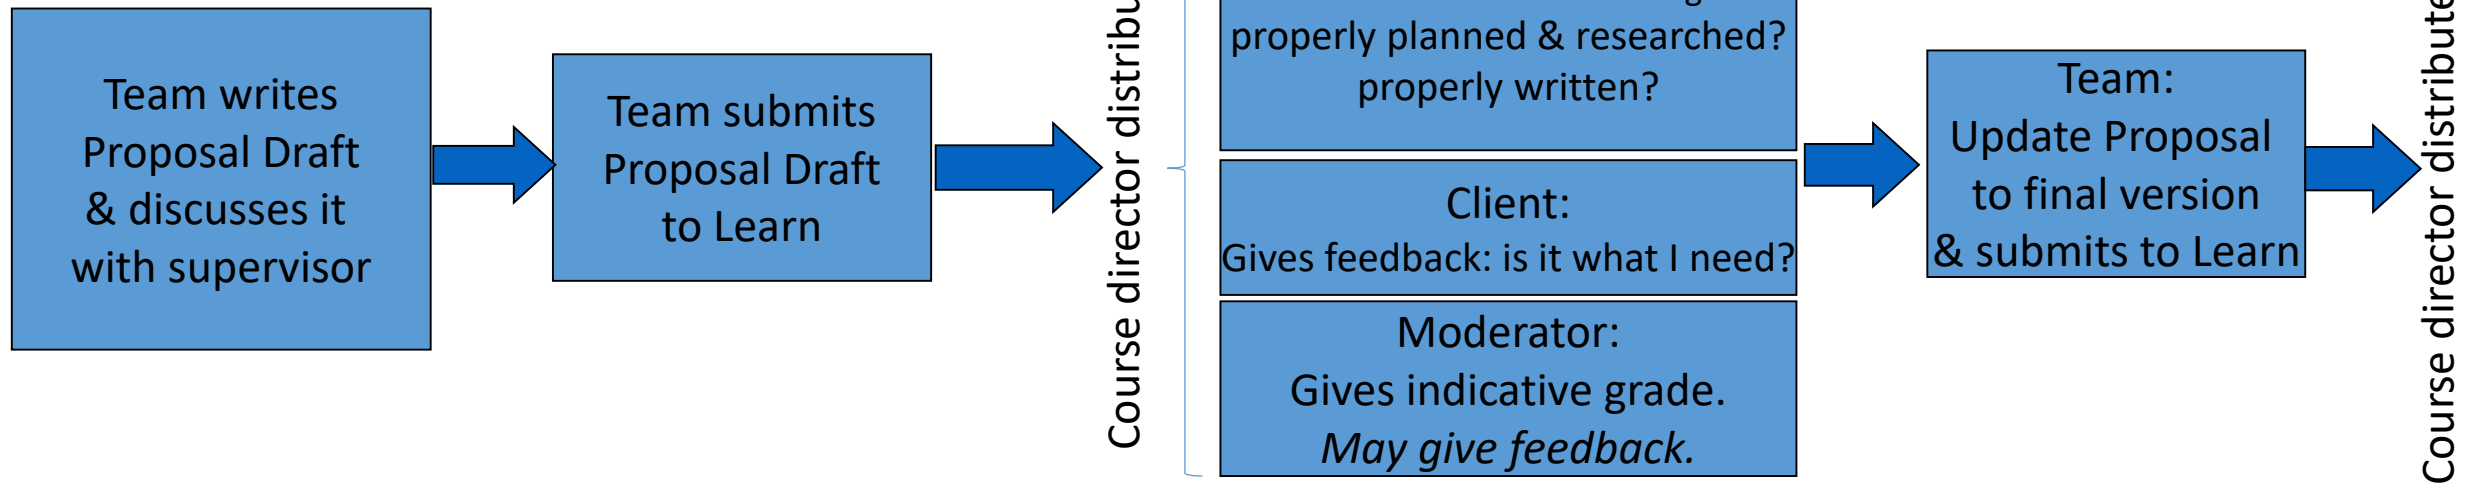 Team writes
Proposal Draft
& discusses it
with supervisor
Team submits
Proposal Draft
to Learn
Course director
properly planned & researched?
properly written?
Client:
Gives feedback: is it what I need?
Moderator:
Gives indicative grade.
May give feedback.
Team:
Update Proposal
to final version
& submits to Learn
Course director distribute